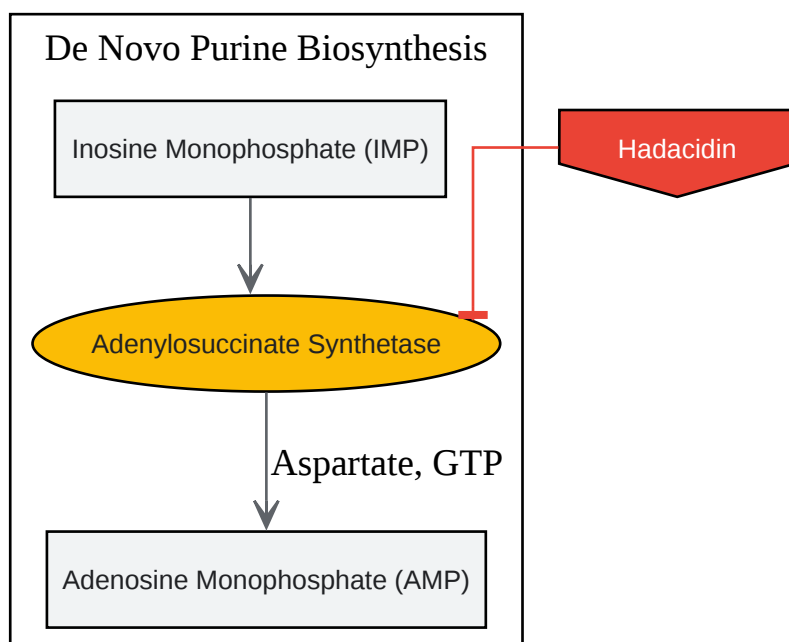 De Novo Purine Biosynthesis
Inosine Monophosphate (IMP)
Hadacidin
Adenylosuccinate Synthetase
Aspartate, GTP
Adenosine Monophosphate (AMP)